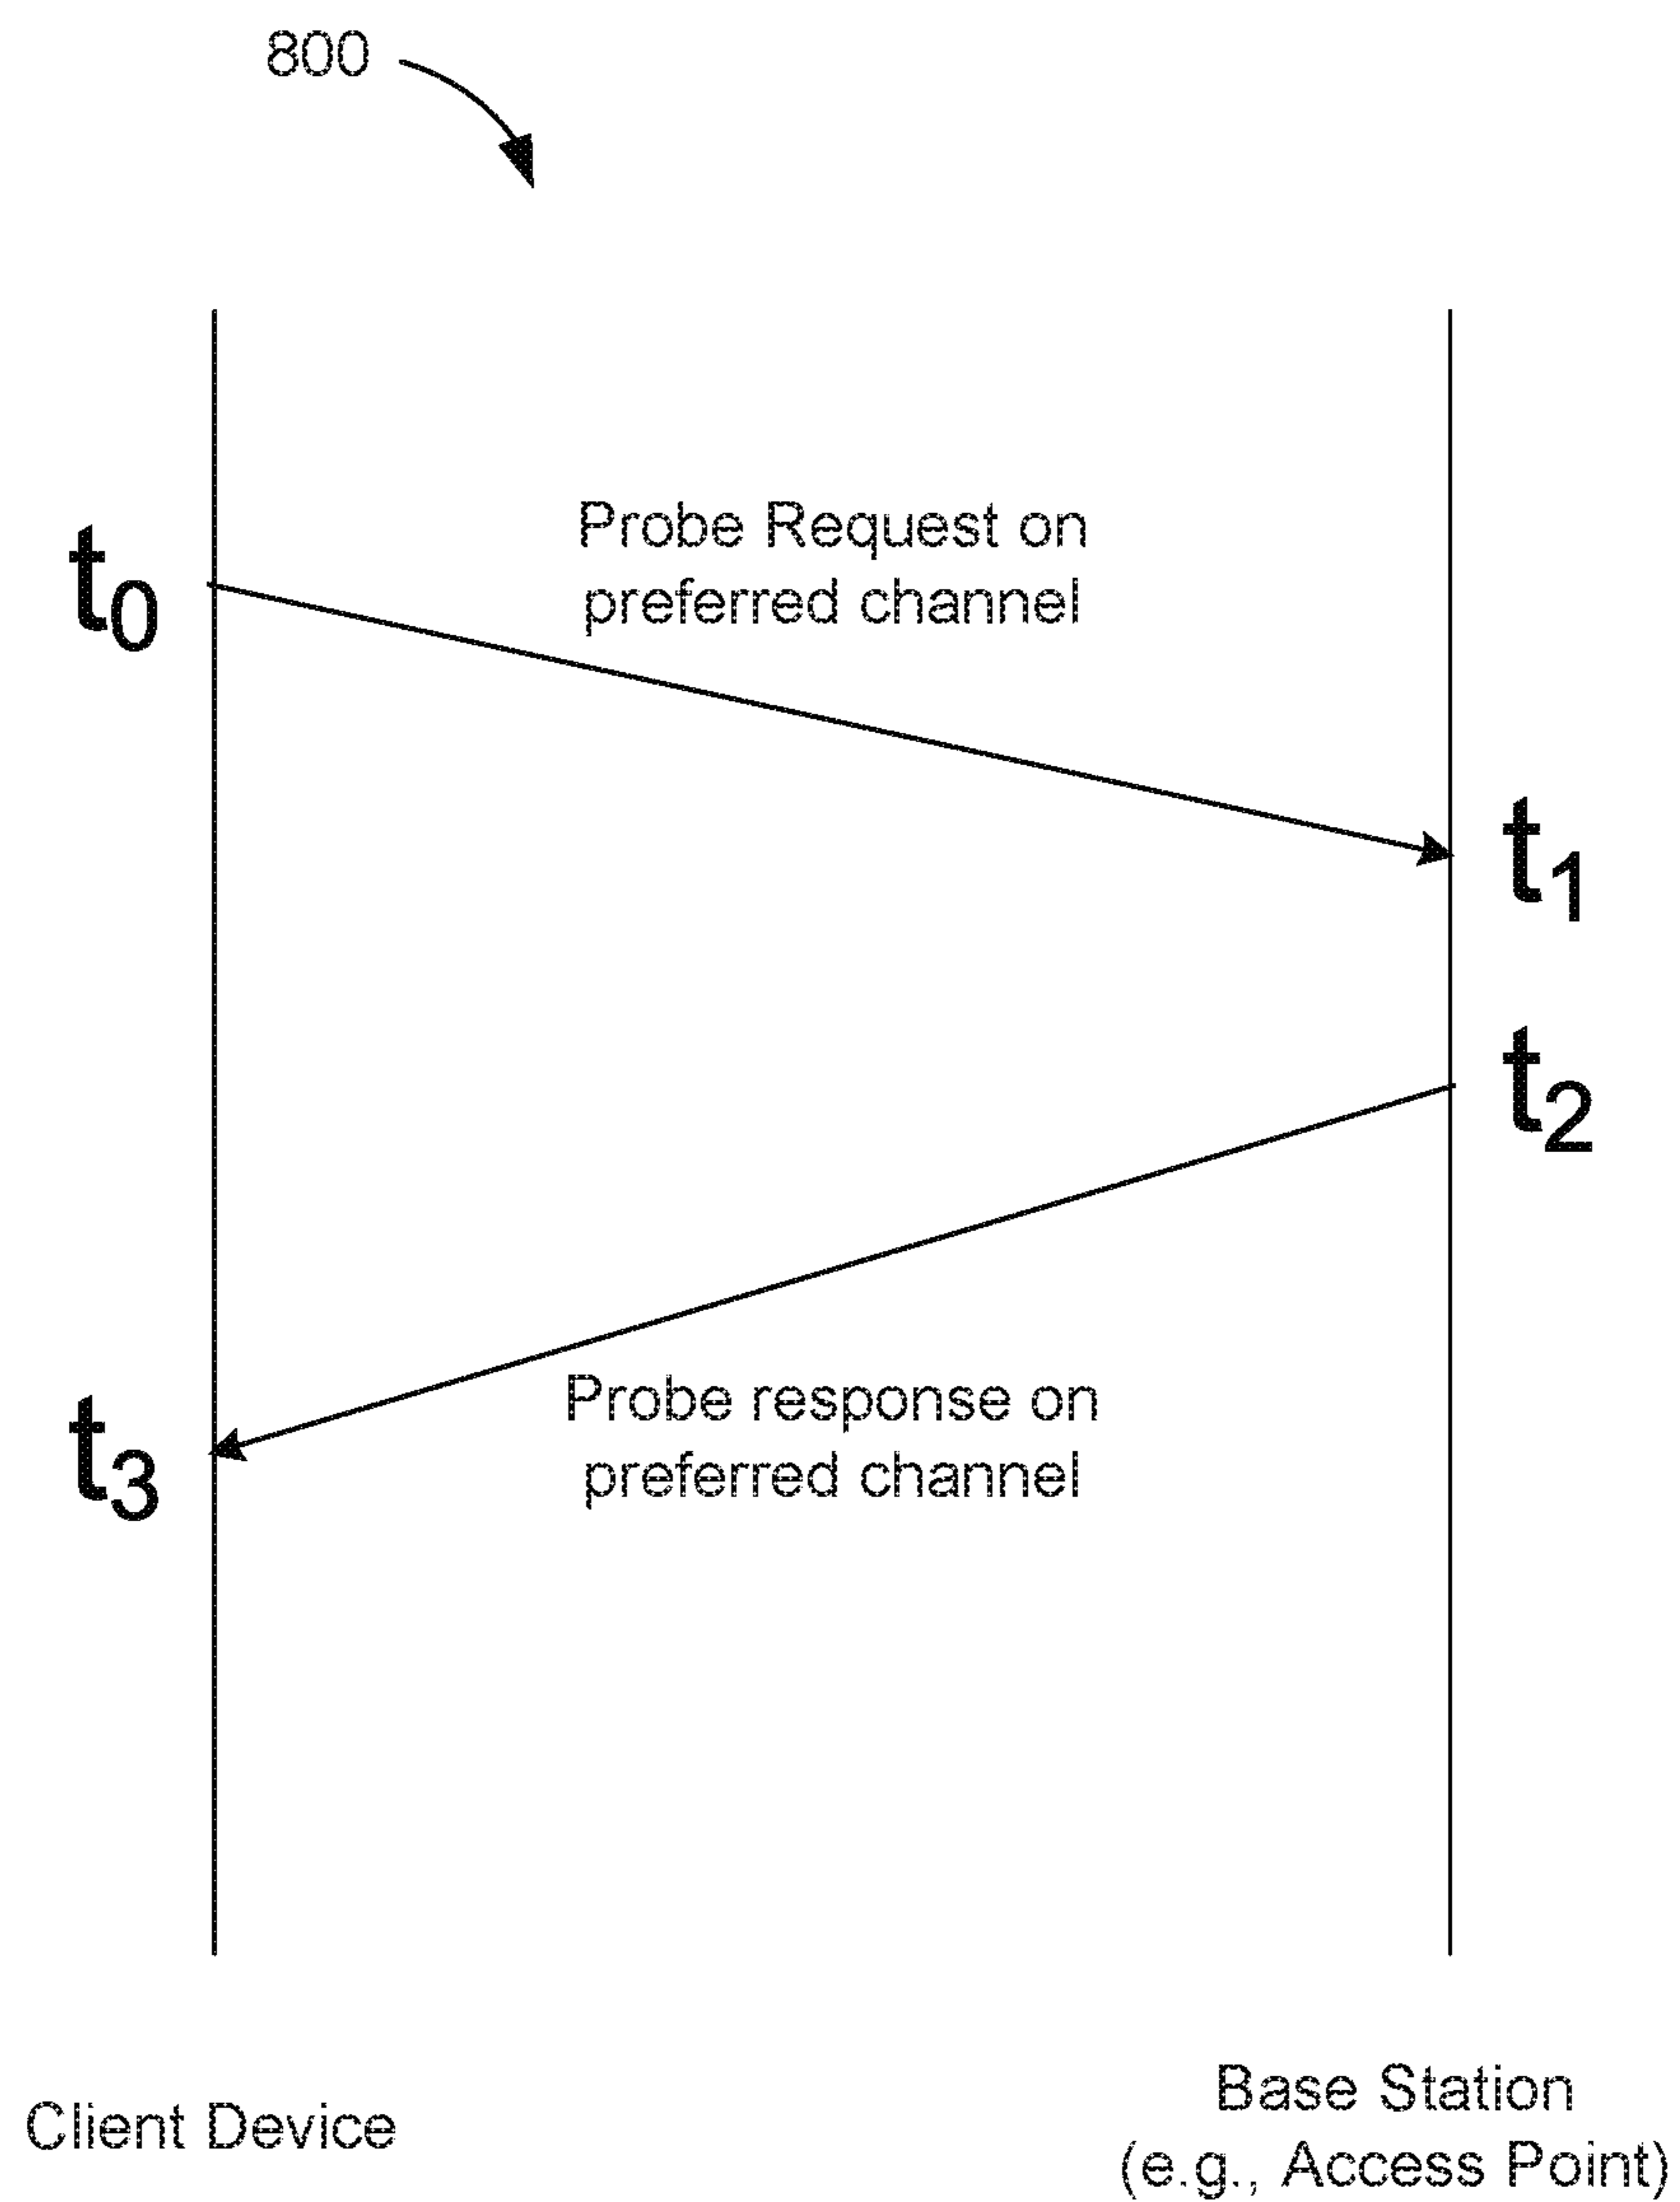 800
Probe Request on
preferred channel
t0
t1
t2
Probe response on
preferred channel
t3
Client Device
Base Station
(e.g., Access Point)